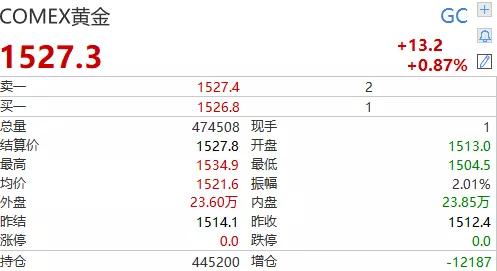 COMEX黄金 GC
1527.3 +13.2
+0.87%
卖一 1527.4 2
买一 1526.8 1
总量 474508 现手 1
结算价 1527.8 开盘 1513.0
最高 1534.9 最低 1504.5
均价 1521.6 振幅 2.01%
外盘 23.60万 内盘 23.85万
昨结 1514.1 昨收 1512.4
涨停 0.0 跌停 0.0
持仓 445200 增仓 -12187